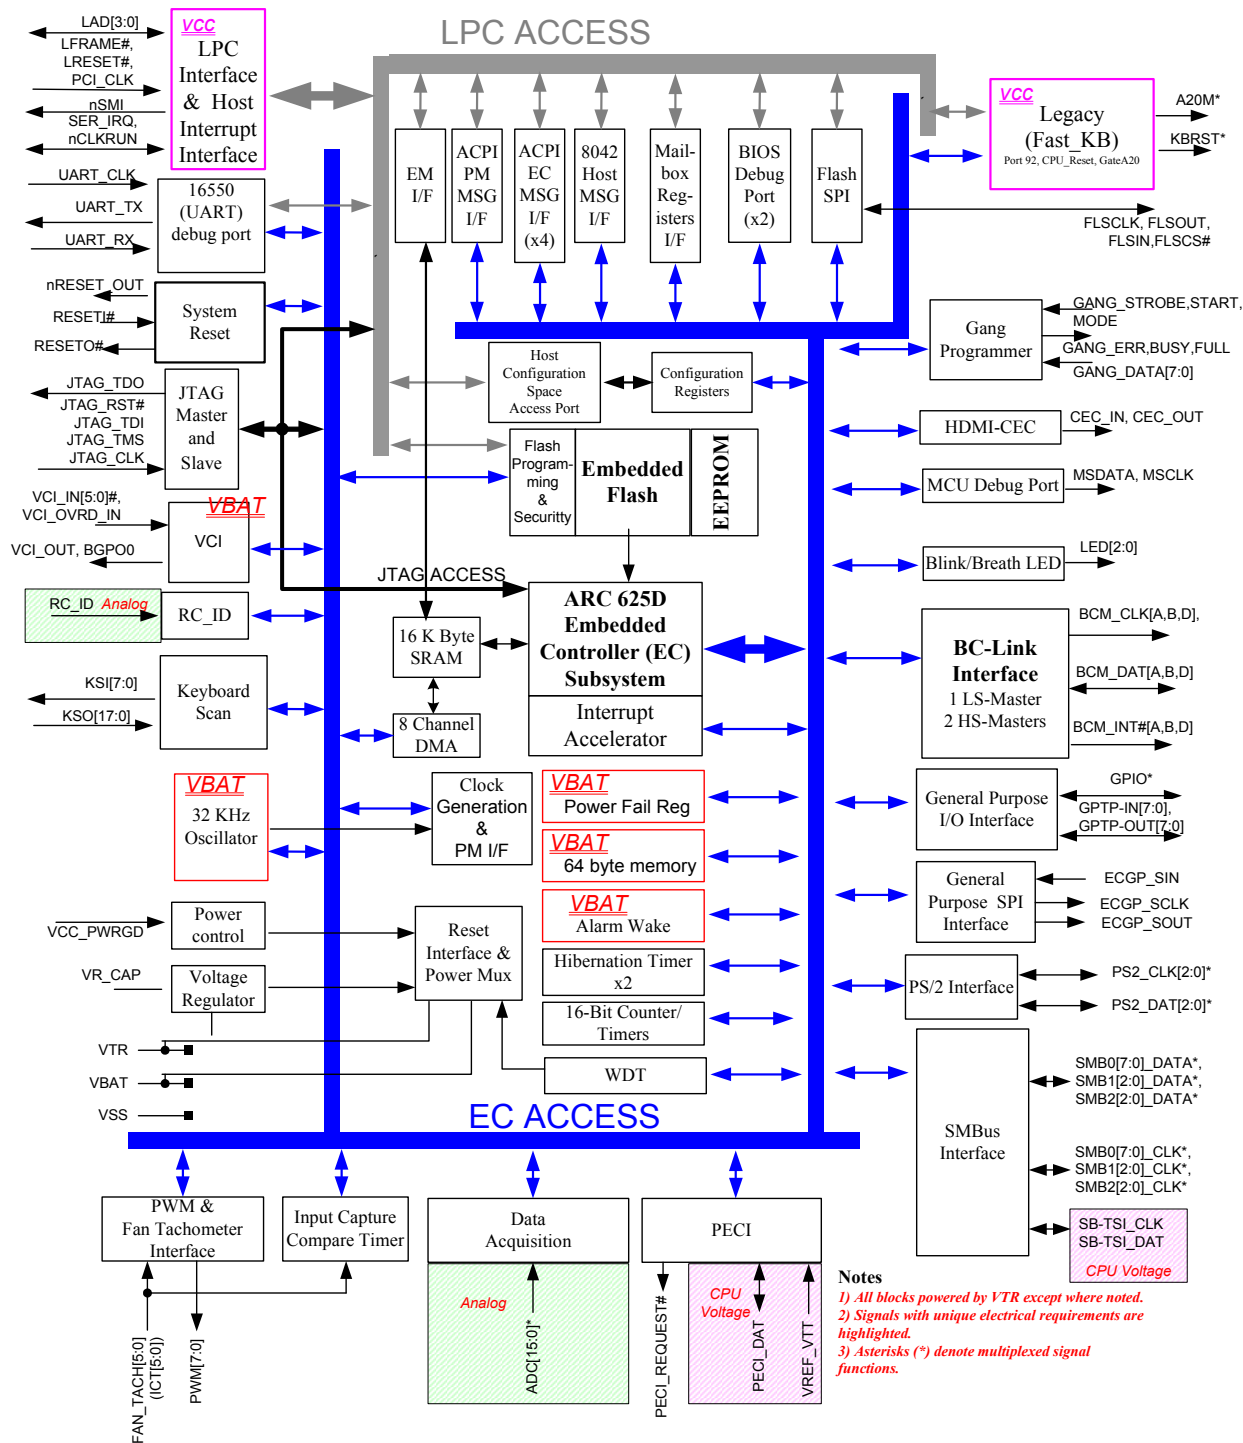 LPC ACCESS
LAD[3:0]
LFRAME#,
LRESET#,
PCI_CLK
nSMI
SER_IRQ,
nCLKRUN
VCC
LPC
Interface
& Host
Interrupt
Interface
UART_CLK
UART_TX
UART_RX
16550
(UART)
debug port
nRESET_OUT
RESETI#
RESETO#
System
Reset
JTAG_TDO
JTAG_RST#
JTAG_TDI
JTAG_TMS
JTAG_CLK
JTAG
Master
and
Slave
VCI_IN[5:0]#,
VCI_OVRD_IN
VCI_OUT, BGPO0
VBAT
VCI
RC_ID Analog
RC_ID
KSI[7:0]
KSO[17:0]
Keyboard
Scan
VBAT
32 KHz
Oscillator
VCC_PWRGD
Power
control
VR_CAP
Voltage
Regulator
VTR
VBAT
VSS
EM
I/F
ACPI
PM
MSG
I/F
ACPI
EC
MSG
I/F
(x4)
8042
Host
MSG
I/F
Mail-
box
Reg-
isters
I/F
BIOS
Debug
Port
(x2)
Flash
SPI
VCC
Legacy
(Fast_KB)
Port 92, CPU_Reset, GateA20
A20M*
KBRST*
FLSCLK, FLSOUT,
FLSIN,FLSCS#
Host
Configuration
Space
Access Port
Configuration
Registers
Flash
Program-
ming
&
Securitty
Embedded
Flash
EEPROM
JTAG ACCESS
ARC 625D
Embedded
Controller (EC)
Subsystem
Interrupt
Accelerator
16 K Byte
SRAM
8 Channel
DMA
Clock
Generation
&
PM I/F
Reset
Interface &
Power Mux
VBAT
Power Fail Reg
VBAT
64 byte memory
VBAT
Alarm Wake
Hibernation Timer
x2
16-Bit Counter/
Timers
WDT
EC ACCESS
Gang
Programmer
GANG_STROBE,START,
MODE
GANG_ERR,BUSY,FULL
GANG_DATA[7:0]
HDMI-CEC
CEC_IN, CEC_OUT
MCU Debug Port
MSDATA, MSCLK
Blink/Breath LED
LED[2:0]
BC-Link
Interface
1 LS-Master
2 HS-Masters
BCM_CLK[A,B,D],
BCM_DAT[A,B,D]
BCM_INT#[A,B,D]
General Purpose
I/O Interface
GPIO*
GPTP-IN[7:0],
GPTP-OUT[7:0]
General
Purpose SPI
Interface
ECGP_SIN
ECGP_SCLK
ECGP_SOUT
PS/2 Interface
PS2_CLK[2:0]*
PS2_DAT[2:0]*
SMBus
Interface
SMB0[7:0]_DATA*,
SMB1[2:0]_DATA*,
SMB2[2:0]_DATA*
SMB0[7:0]_CLK*,
SMB1[2:0]_CLK*,
SMB2[2:0]_CLK*
SB-TSI_CLK
SB-TSI_DAT
CPU Voltage
PWM &
Fan Tachometer
Interface
FAN_TACH[5:0]
(ICT[5:0])
PWM[7:0]
Input Capture
Compare Timer
Data
Acquisition
Analog
ADC[15:0]*
PECI
PECI_REQUEST#
CPU
Voltage
PECI_DAT
VREF_VTT
Notes
1) All blocks powered by VTR except where noted.
2) Signals with unique electrical requirements are
highlighted.
3) Asterisks (*) denote multiplexed signal
functions.